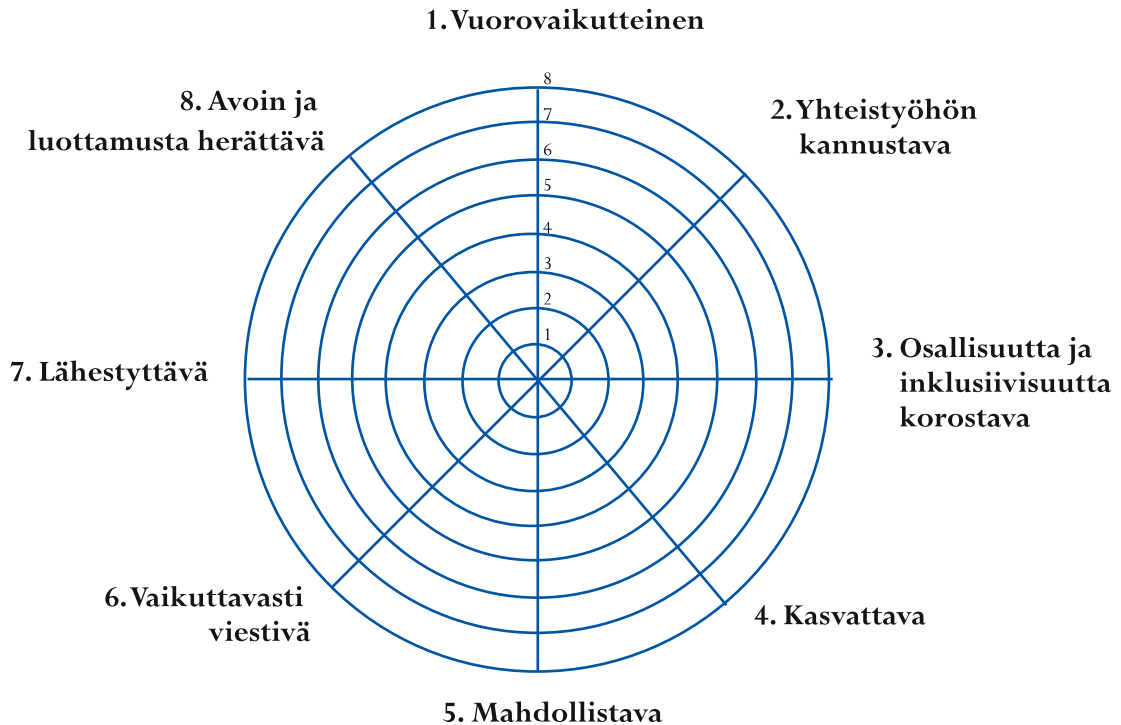 1. Vuorovaikutteinen
2. Yhteistyöhön
kannustava
3. Osallisuutta ja
inklusiivisuutta
korostava
4. Kasvattava
5. Mahdollistava
6. Vaikuttavasti
viestivä
7. Lähestyttävä
8. Avoin ja
luottamusta herättävä
8
7
6
5
4
3
2
1